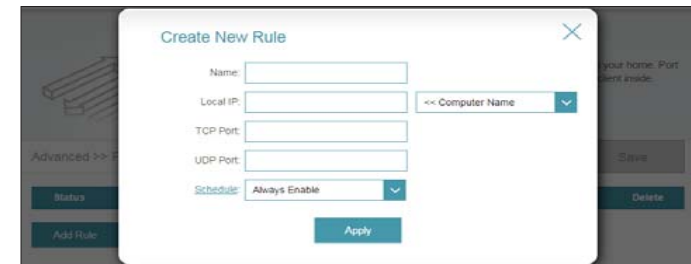 Create New Rule
your home. Port
client inside.
Name:
Local IP:
<< Computer Name
TCP Port:
Advanced >> P
Save
UDP Port:
Status
Schedule:
Always Enable
Delete
Add Rule
Apply